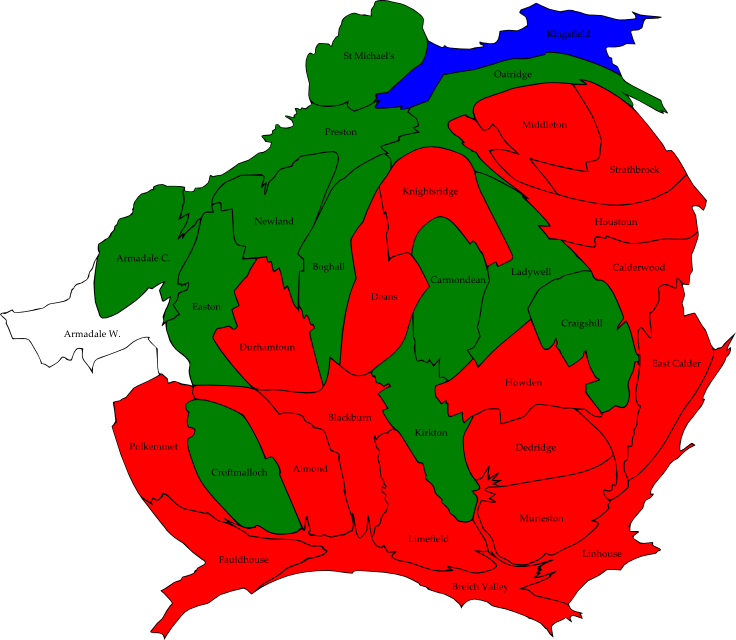 Kingsfield
St Michael's
Oatridge
Middleton
Preston
Strathbrock
Knightsridge
Newland
Houstoun
Armadale C.
Boghall
Calderwood
Ladywell
Carmondean
Deans
Easton
Craigshill
Armadale W.
Durhamtoun
East Calder
Howden
Blackburn
Kirkton
Polkemmet
Dedridge
Almond
Croftmalloch
Murieston
Limefield
Linhouse
Fauldhouse
Breich Valley